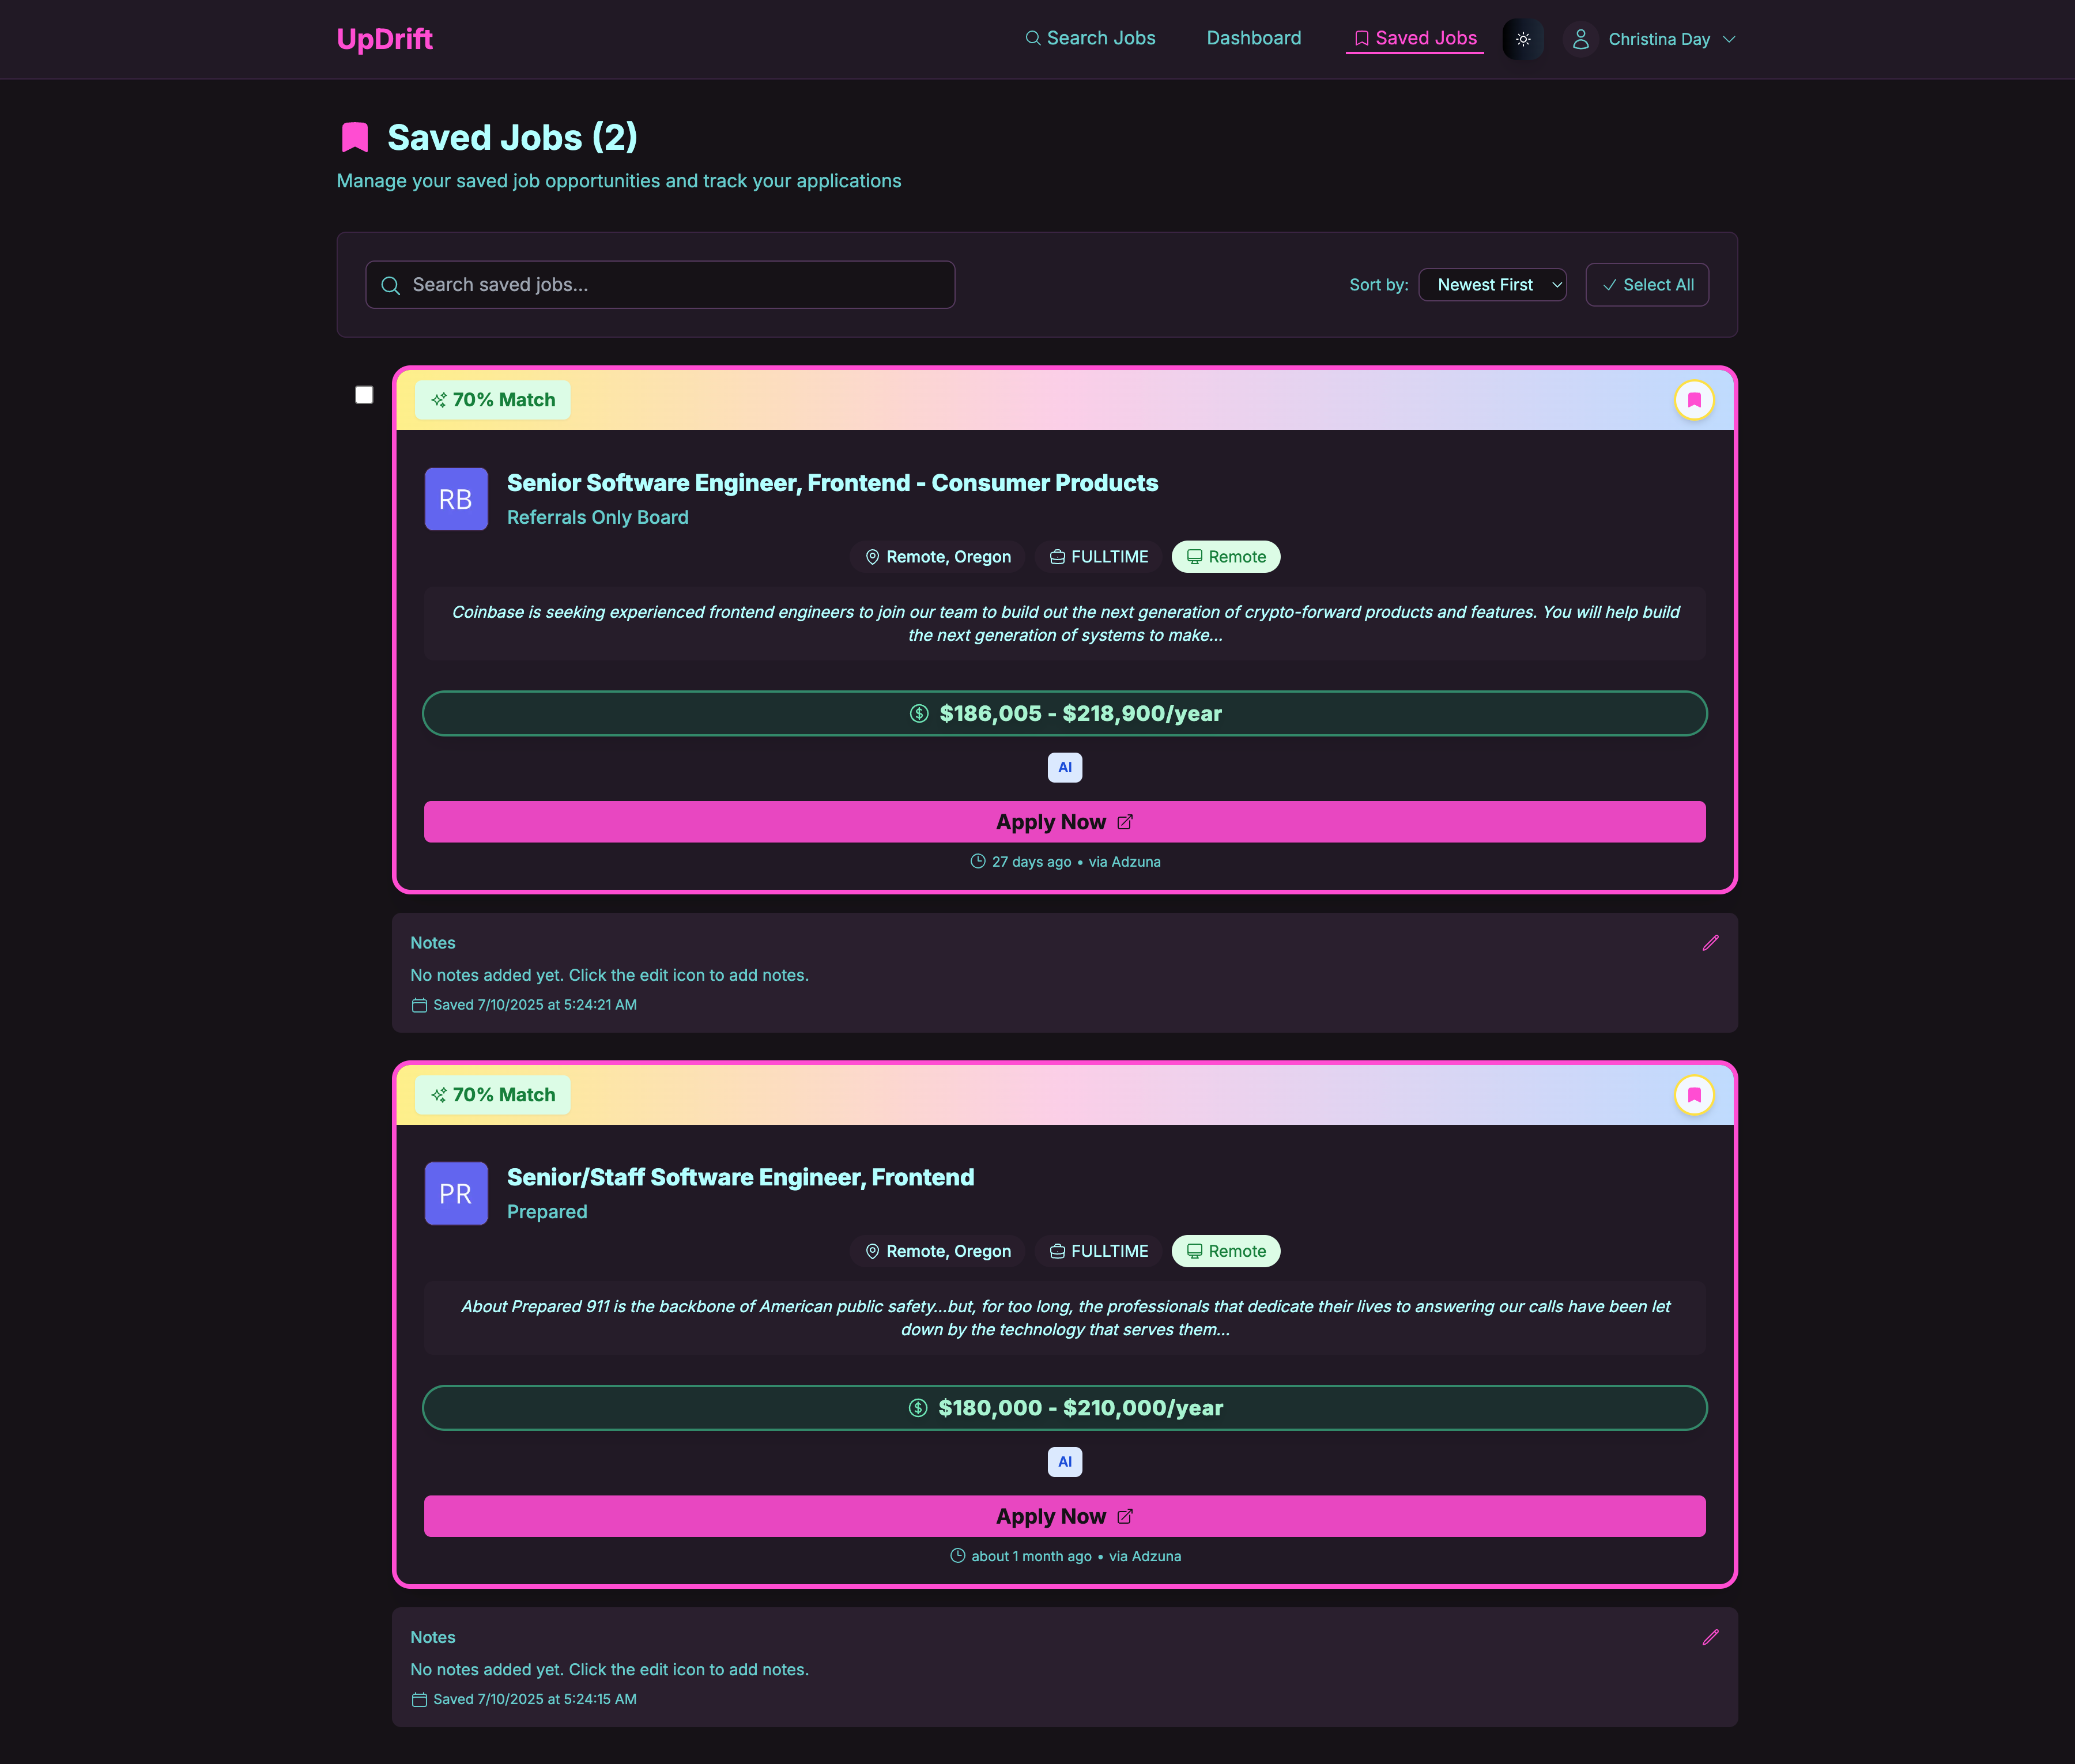 UpDrift
Search Jobs
Dashboard
Saved Jobs
Christina Day
Saved Jobs (2)
Manage your saved job opportunities and track your applications
Search saved jobs...
Sort by:
Newest First
Select All
70% Match
RB
Senior Software Engineer, Frontend - Consumer Products
Referrals Only Board
Remote, Oregon
FULLTIME
Remote
Coinbase is seeking experienced frontend engineers to join our team to build out the next generation of crypto-forward products and features. You will help build
the next generation of systems to make...
$186,005 - $218,900/year
AI
Apply Now
27 days ago • via Adzuna
Notes
No notes added yet. Click the edit icon to add notes.
Saved 7/10/2025 at 5:24:21 AM
70% Match
PR
Senior/Staff Software Engineer, Frontend
Prepared
Remote, Oregon
FULLTIME
Remote
About Prepared 911 is the backbone of American public safety...but, for too long, the professionals that dedicate their lives to answering our calls have been let
down by the technology that serves them...
$180,000 - $210,000/year
AI
Apply Now
about 1 month ago • via Adzuna
Notes
No notes added yet. Click the edit icon to add notes.
Saved 7/10/2025 at 5:24:15 AM